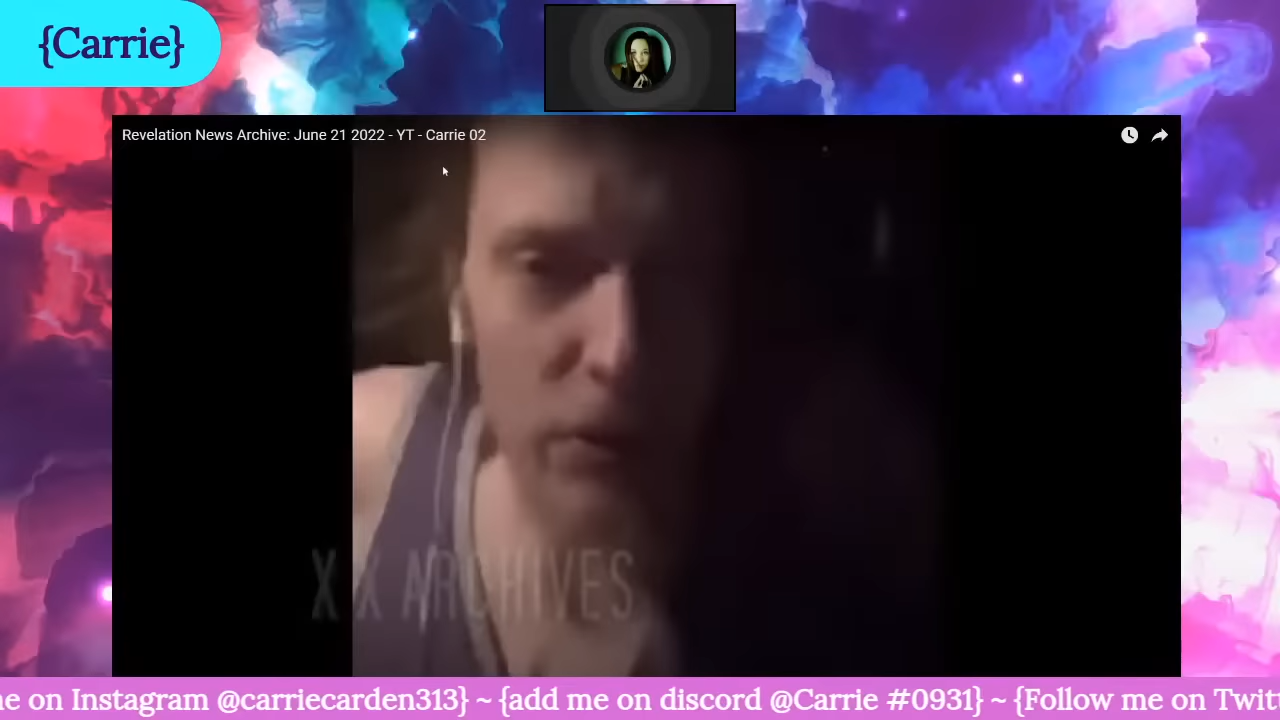 {Carrie}
Revelation News Archive: June 21 2022 - YT - Carrie 02
X X ARCHIVES
me on Instagram @carriecarden313} ~ {add me on discord @Carrie #0931} ~ {Follow me on Twit